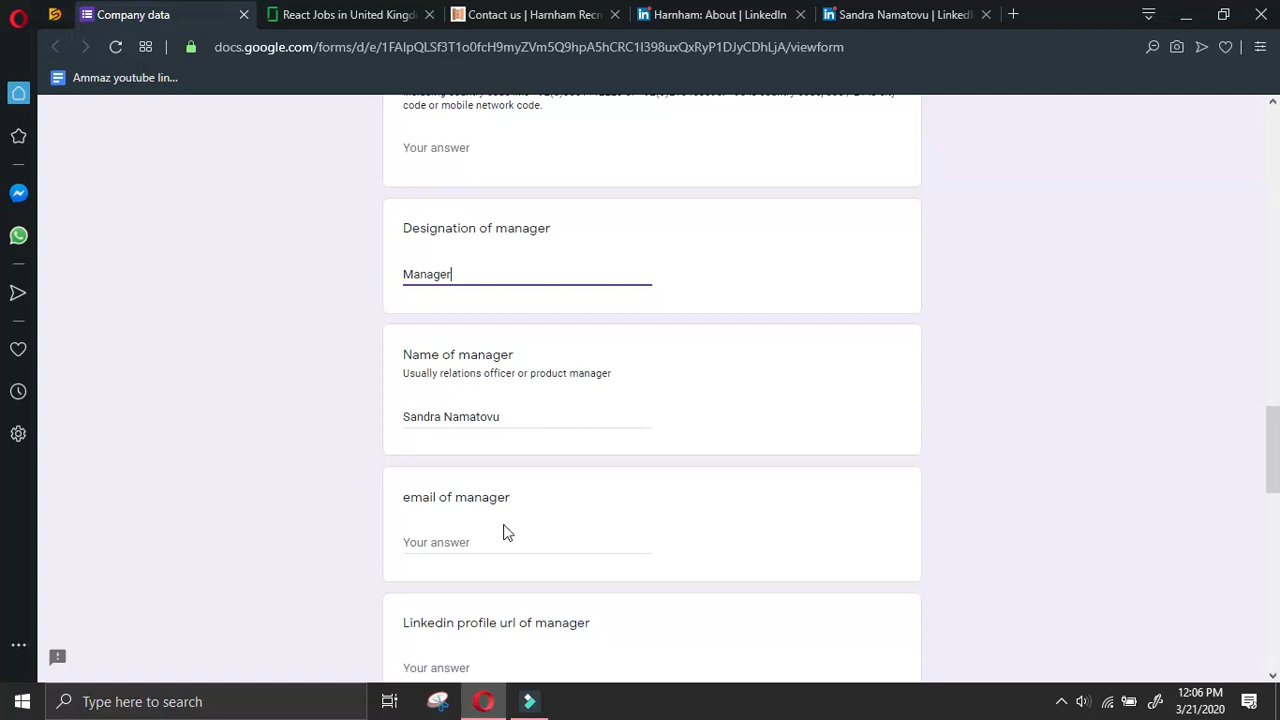 Company data
React Jobs in United Kingd
Contact us | Harnham Recr
Harnham: About | LinkedIn
Sandra Namatovu | Linked
docs.google.com/forms/d/e/1FAIpQLSf3T1o0fcH9myZVm5Q9hpA5hCRC1I398uxQxRyP1DJyCDhLjA/viewform
Ammaz youtube lin...
code or mobile network code.
Your answer
Designation of manager
Manager
Name of manager
Usually relations officer or product manager
Sandra Namatovu
email of manager
Your answer
Linkedin profile url of manager
Your answer
Type here to search
12:06 PM
3/21/2020